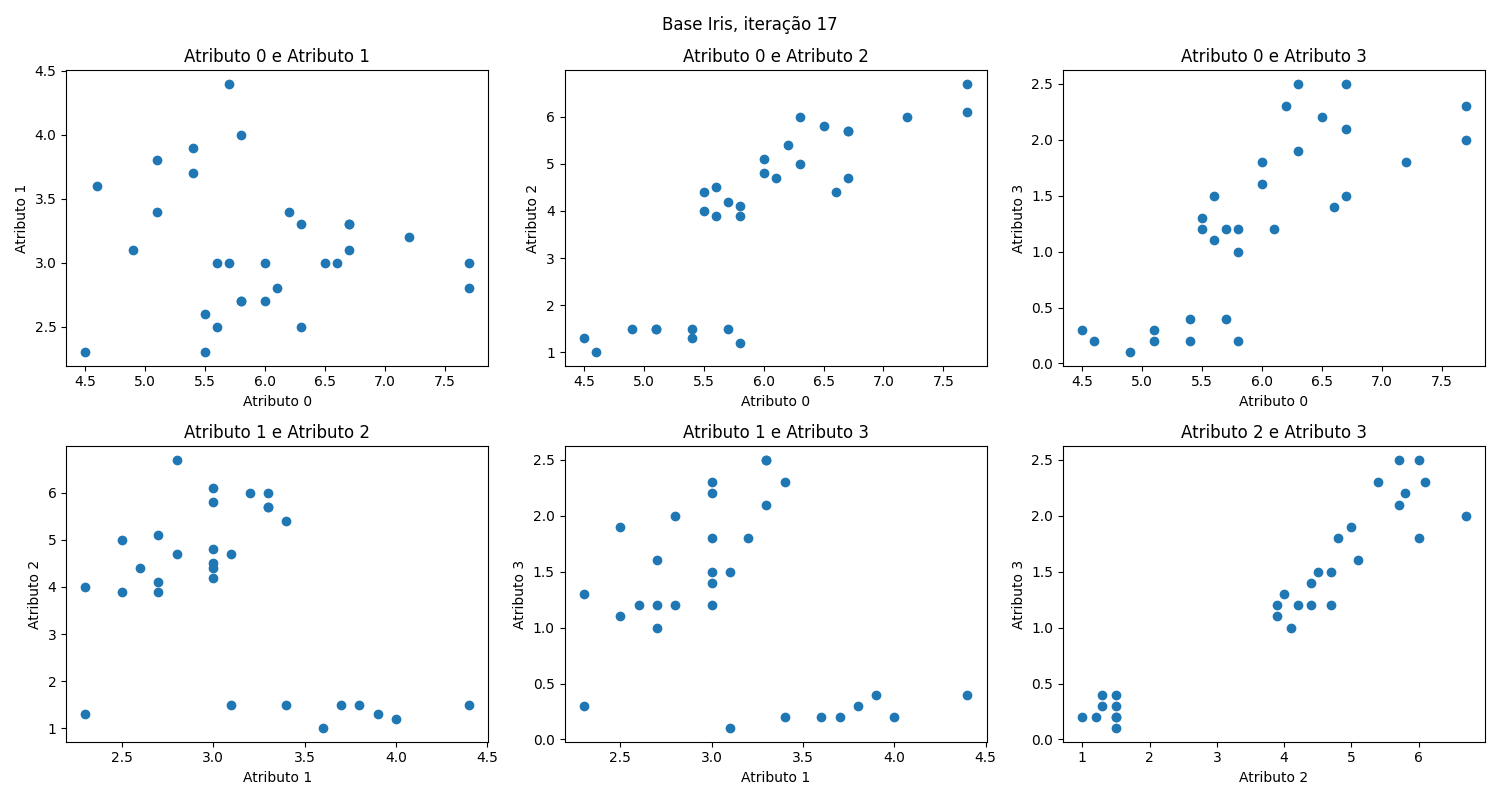 Base Iris, iteração 17
Atributo 0 e Atributo 1
Atributo 0 e Atributo 2
Atributo 0 e Atributo 3
4.5
4.0
3.5
3.0
2.5
Atributo 1
4.5 5.0 5.5 6.0 6.5 7.0 7.5
Atributo 0
6
5
4
3
2
1
Atributo 2
4.5 5.0 5.5 6.0 6.5 7.0 7.5
Atributo 0
2.5
2.0
1.5
1.0
0.5
0.0
Atributo 3
4.5 5.0 5.5 6.0 6.5 7.0 7.5
Atributo 0
Atributo 1 e Atributo 2
Atributo 1 e Atributo 3
Atributo 2 e Atributo 3
6
5
4
3
2
1
Atributo 2
2.5 3.0 3.5 4.0 4.5
Atributo 1
2.5
2.0
1.5
1.0
0.5
0.0
Atributo 3
2.5 3.0 3.5 4.0 4.5
Atributo 1
2.5
2.0
1.5
1.0
0.5
0.0
Atributo 3
1 2 3 4 5 6
Atributo 2